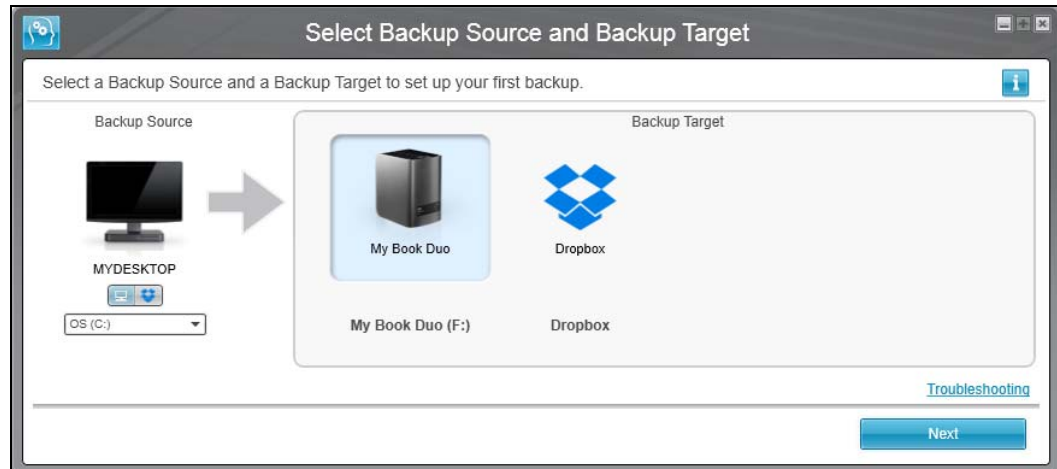 Select Backup Source and Backup Target
Select a Backup Source and a Backup Target to set up your first backup.
Backup Source
Backup Target
My Book Duo
Dropbox
MYDESKTOP
OS (C:)
My Book Duo (F:)
Dropbox
Troubleshooting
Next